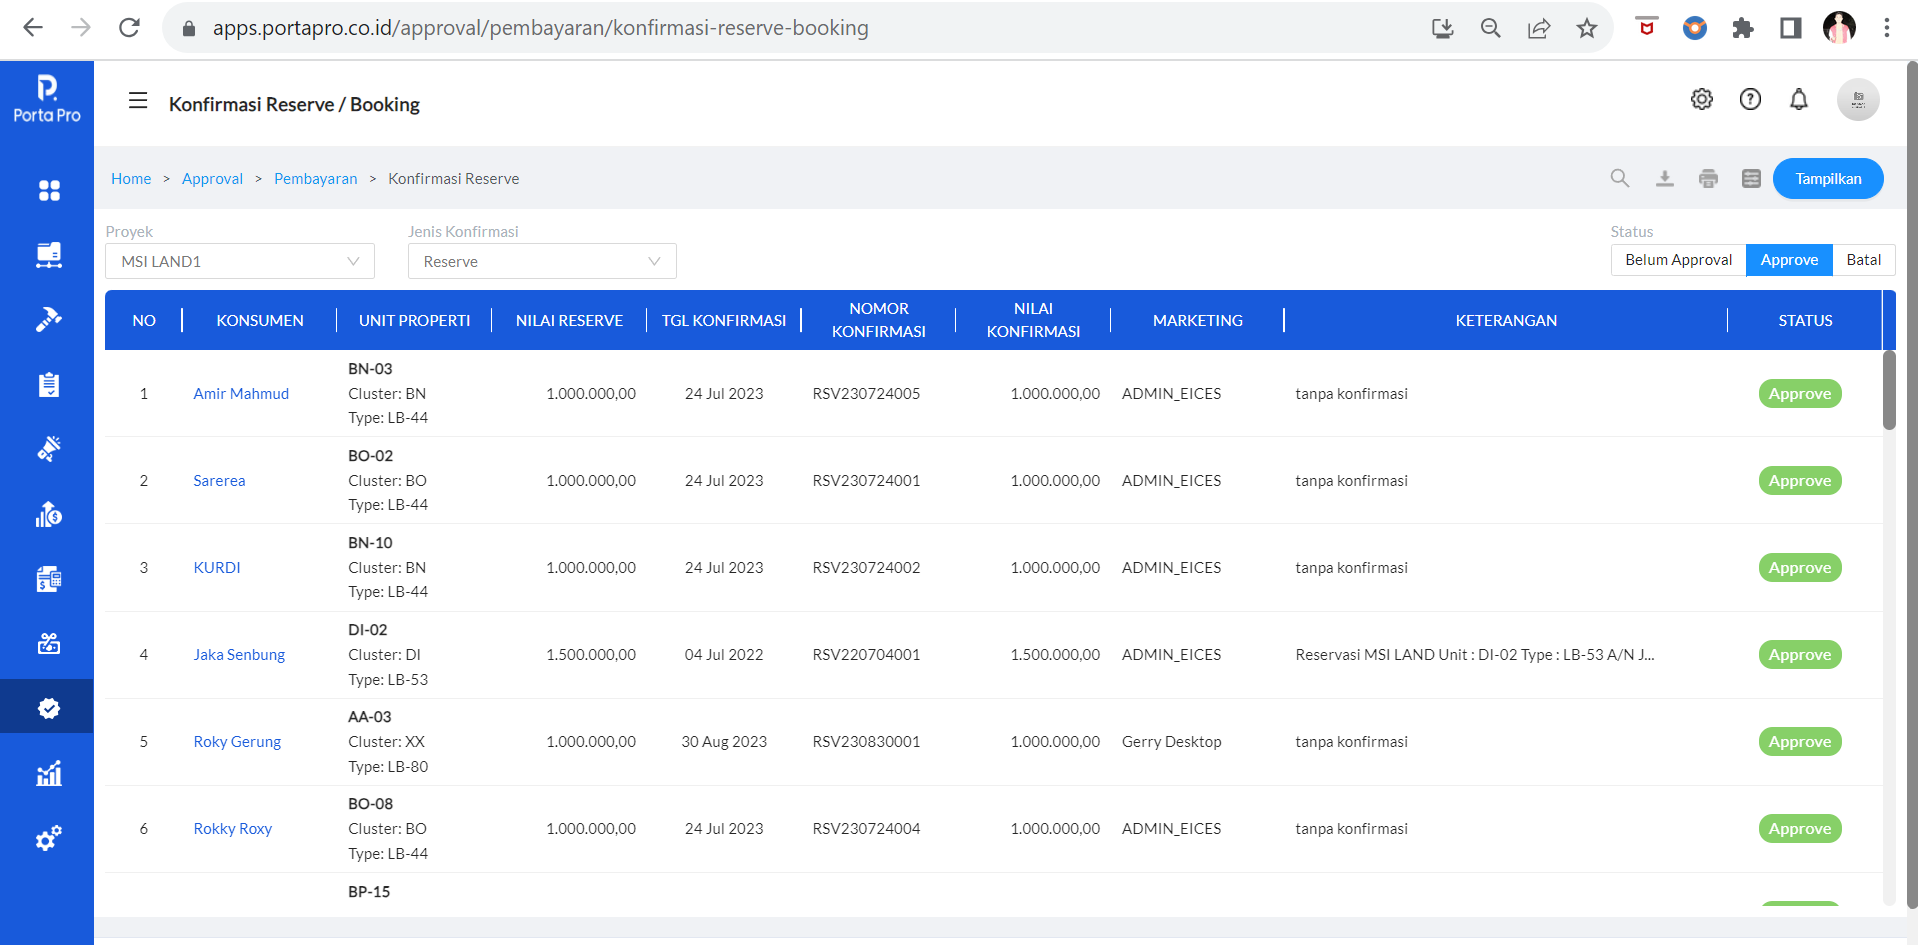 apps.portapro.co.id/approval/pembayaran/konfirmasi-reserve-booking
Porta Pro
Konfirmasi Reserve / Booking
Home > Approval > Pembayaran > Konfirmasi Reserve
Tampilkan
Proyek
Jenis Konfirmasi
Status
MSI LAND1
Reserve
Belum Approval
Approve
Batal
NO
KONSUMEN
UNIT PROPERTI
NILAI RESERVE
TGL KONFIRMASI
NOMOR
KONFIRMASI
NILAI
KONFIRMASI
MARKETING
KETERANGAN
STATUS
BN-03
1 Amir Mahmud Cluster: BN 1.000.000,00 24 Jul 2023 RSV230724005 1.000.000,00 ADMIN_EICES tanpa konfirmasi Approve
Type: LB-44
BO-02
2 Sarerea Cluster: BO 1.000.000,00 24 Jul 2023 RSV230724001 1.000.000,00 ADMIN_EICES tanpa konfirmasi Approve
Type: LB-44
BN-10
3 KURDI Cluster: BN 1.000.000,00 24 Jul 2023 RSV230724002 1.000.000,00 ADMIN_EICES tanpa konfirmasi Approve
Type: LB-44
DI-02
4 Jaka Senbung Cluster: DI 1.500.000,00 04 Jul 2022 RSV220704001 1.500.000,00 ADMIN_EICES Reservasi MSI LAND Unit : DI-02 Type : LB-53 A/N J... Approve
Type: LB-53
AA-03
5 Roky Gerung Cluster: XX 1.000.000,00 30 Aug 2023 RSV230830001 1.000.000,00 Gerry Desktop tanpa konfirmasi Approve
Type: LB-80
BO-08
6 Rokky Roxy Cluster: BO 1.000.000,00 24 Jul 2023 RSV230724004 1.000.000,00 ADMIN_EICES tanpa konfirmasi Approve
Type: LB-44
BP-15